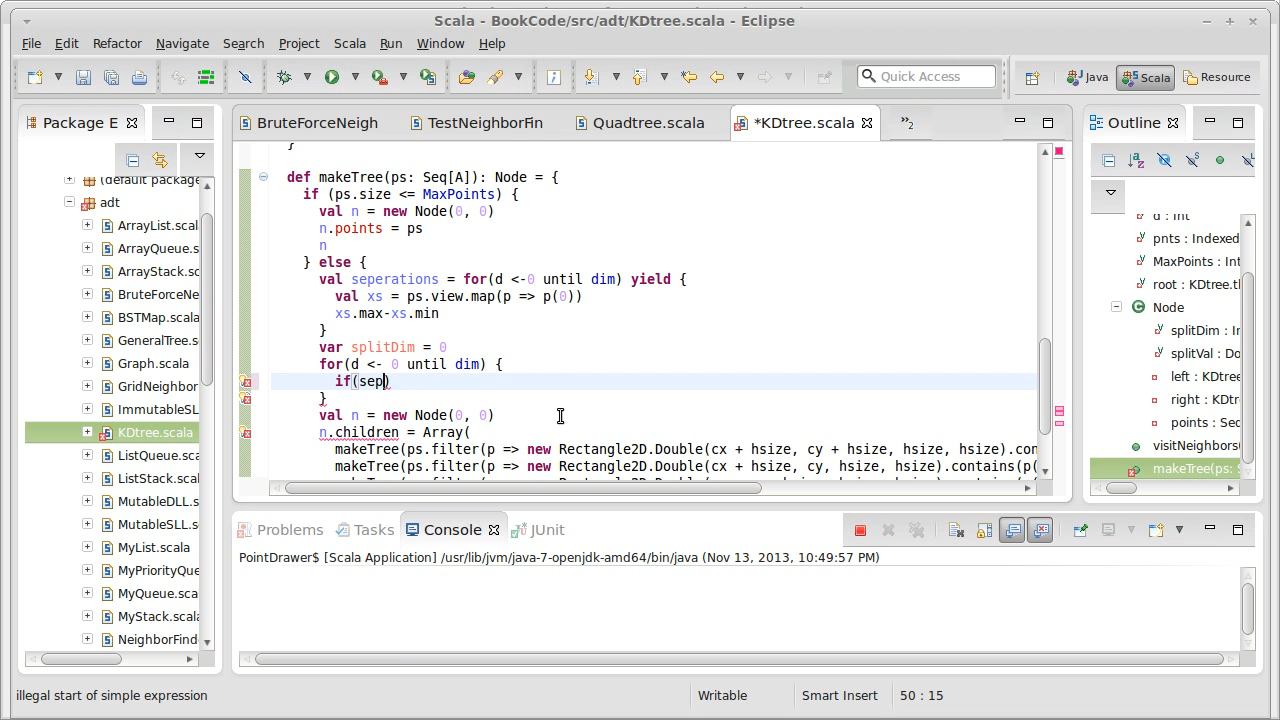 Scala - BookCode/src/adt/KDtree.scala - Eclipse
File Edit Refactor Navigate Search Project Scala Run Window Help
Quick Access
Java
Scala
Resource
Package E
BruteForceNeigh
TestNeighborFin
Quadtree.scala
*KDtree.scala
»2
Outline
(default package
adt
ArrayList.scal
ArrayQueue.s
ArrayStack.sc
BruteForceNe
BSTMap.scala
GeneralTree.s
Graph.scala
GridNeighbor
ImmutableSL
KDtree.scala
ListQueue.sca
ListStack.scal
MutableDLL.s
MutableSLL.s
MyList.scala
MyPriorityQue
MyQueue.sca
MyStack.scala
NeighborFind
}
def makeTree(ps: Seq[A]): Node = {
if (ps.size <= MaxPoints) {
val n = new Node(0, 0)
n.points = ps
n
} else {
val seperations = for(d <-0 until dim) yield {
val xs = ps.view.map(p => p(0))
xs.max-xs.min
}
var splitDim = 0
for(d <- 0 until dim) {
if(sep)
}
val n = new Node(0, 0)
n.children = Array(
makeTree(ps.filter(p => new Rectangle2D.Double(cx + hsize, cy + hsize, hsize, hsize).con
makeTree(ps.filter(p => new Rectangle2D.Double(cx + hsize, cy, hsize, hsize).contains(p(
d : Int
pnts : Indexed
MaxPoints : Int
root : KDtree.th
Node
splitDim : Ir
splitVal : Do
left : KDtree
right : KDtre
points : Seq
visitNeighbors(
makeTree(ps: S
Problems
Tasks
Console
JUnit
PointDrawer$ [Scala Application] /usr/lib/jvm/java-7-openjdk-amd64/bin/java (Nov 13, 2013, 10:49:57 PM)
illegal start of simple expression
Writable
Smart Insert
50 : 15